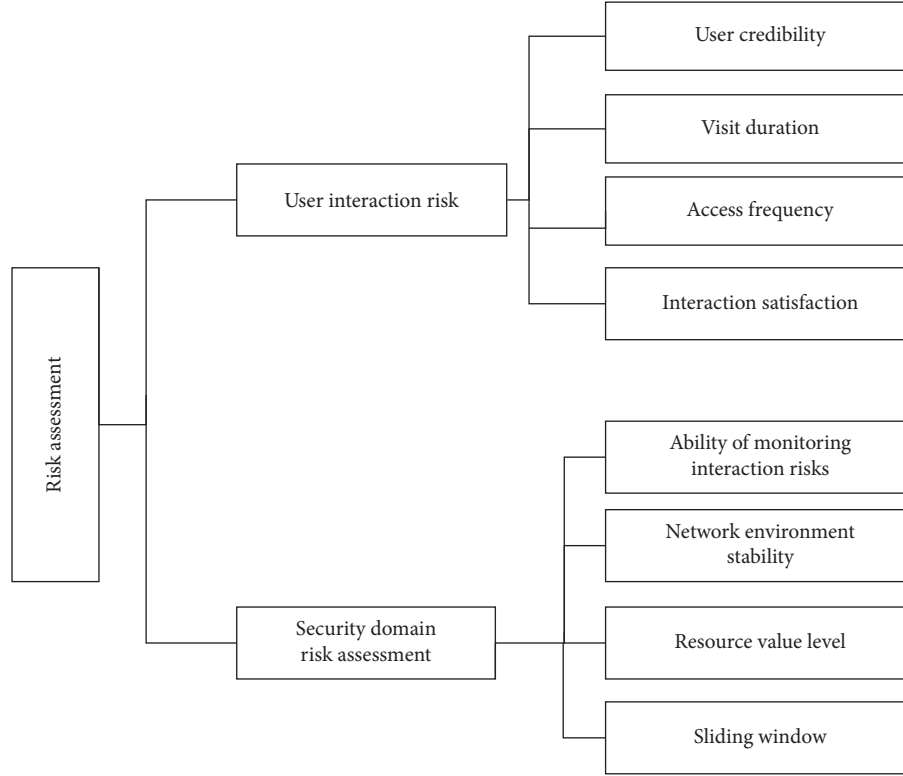 Risk assessment
User interaction risk
User credibility
Visit duration
Access frequency
Interaction satisfaction
Security domain
risk assessment
Ability of monitoring
interaction risks
Network environment
stability
Resource value level
Sliding window